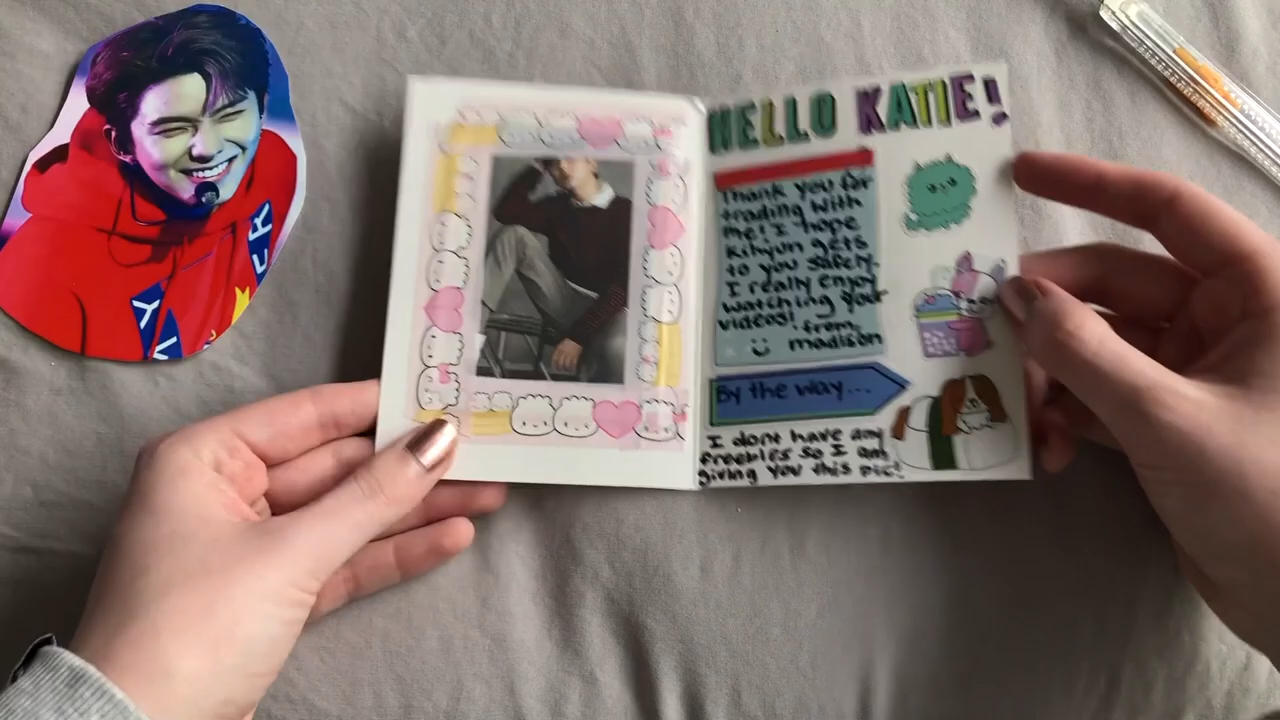 HELLO KATIE!
Thank you for
trading with
me! I hope
Kihyun gets
to you safely.
I really enjoy
watching your
videos!
from,
madison
By the way...
I dont have any
freebies so I am
giving you this pic!